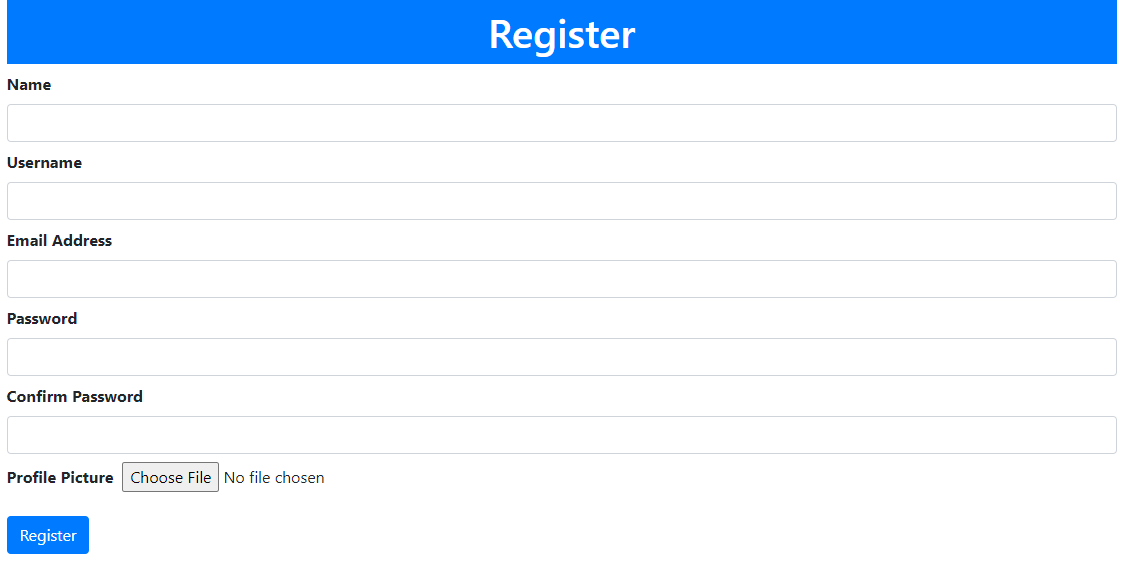 Register
Name
Username
Email Address
Password
Confirm Password
Profile Picture Choose File No file chosen
Register